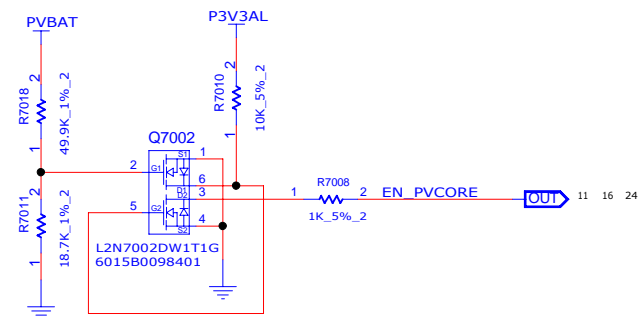 PVBAT
P3V3AL
2
R7018
49.9K_1%_2
1
2
R7010
10K_5%_2
1
Q7002
S1
1
2
G1
6
D1
D2
3
5
G2
4
S2
2
R7011
18.7K_1%_2
1
L2N7002DW1T1G
6015B0098401
1
R7008
2
1K_5%_2
EN_PVCORE
OUT
11 16 24